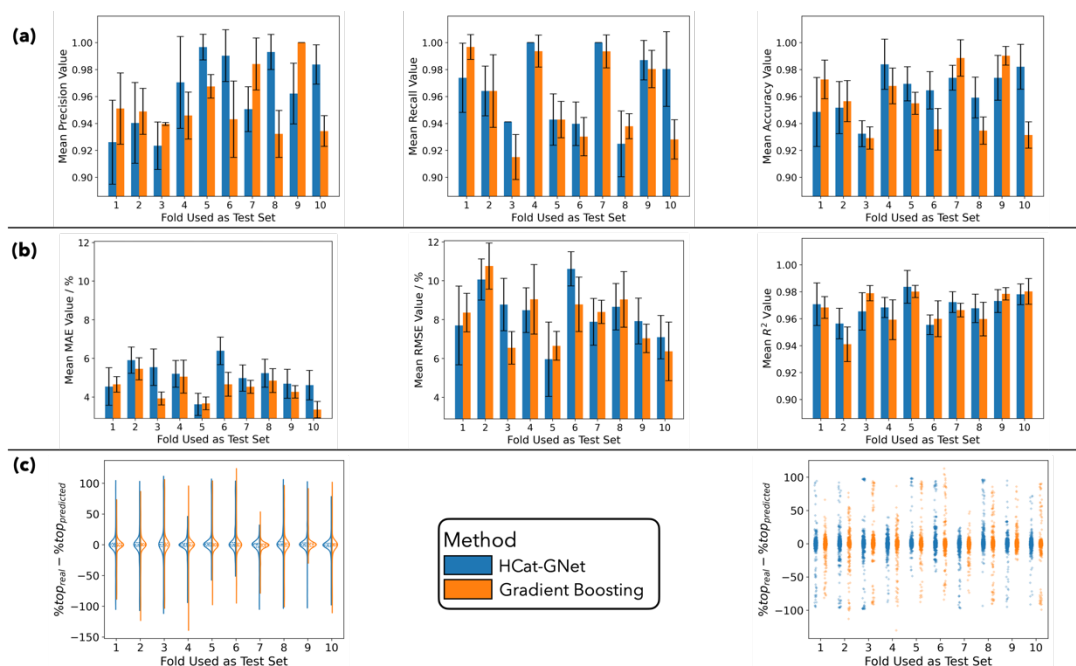 (a)
Mean Precision Value
1.00
0.98
0.96
0.94
0.92
0.90
1 2 3 4 5 6 7 8 9 10
Fold Used as Test Set
Mean Recall Value
1.00
0.98
0.96
0.94
0.92
0.90
1 2 3 4 5 6 7 8 9 10
Fold Used as Test Set
Mean Accuracy Value
1.00
0.98
0.96
0.94
0.92
0.90
1 2 3 4 5 6 7 8 9 10
Fold Used as Test Set
(b)
Mean MAE Value / %
12
10
8
6
4
1 2 3 4 5 6 7 8 9 10
Fold Used as Test Set
Mean RMSE Value / %
12
10
8
6
4
1 2 3 4 5 6 7 8 9 10
Fold Used as Test Set
Mean R² Value
1.00
0.98
0.96
0.94
0.92
0.90
1 2 3 4 5 6 7 8 9 10
Fold Used as Test Set
(c)
%top_real − %top_predicted
100
50
0
−50
−100
−150
1 2 3 4 5 6 7 8 9 10
Fold Used as Test Set
Method
HCat-GNet
Gradient Boosting
%top_real − %top_predicted
100
50
0
−50
−100
1 2 3 4 5 6 7 8 9 10
Fold Used as Test Set